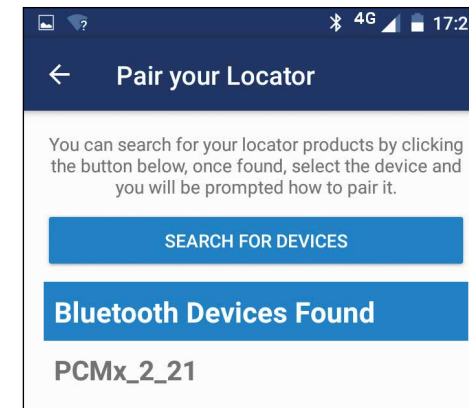 4G 17:2
Pair your Locator
You can search for your locator products by clicking
the button below, once found, select the device and
you will be prompted how to pair it.
SEARCH FOR DEVICES
Bluetooth Devices Found
PCMx_2_21